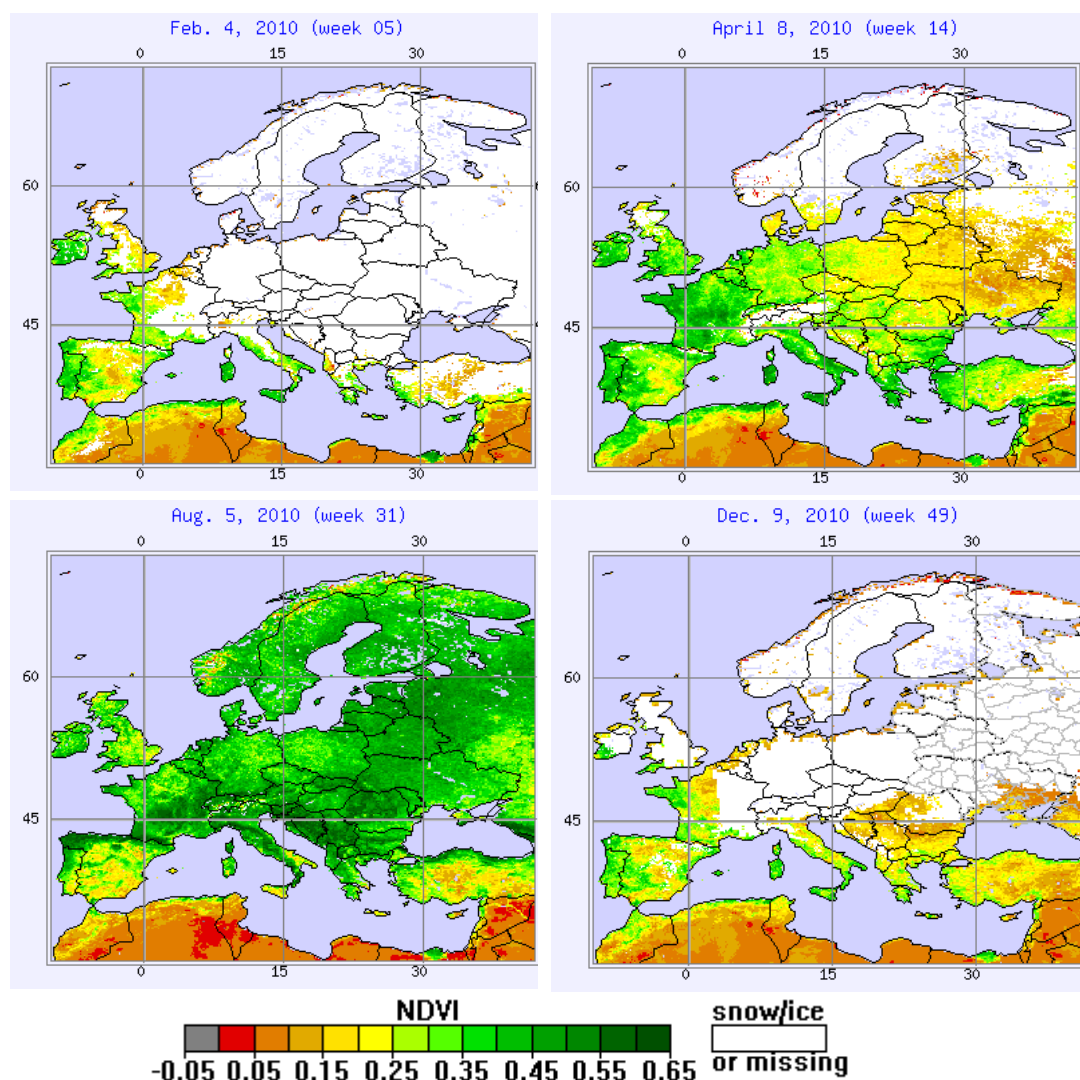 Feb. 4, 2010 (week 05)
0 15 30
60
45
0 15 30
April 8, 2010 (week 14)
0 15 30
60
45
0 15 30
Aug. 5, 2010 (week 31)
0 15 30
60
45
0 15 30
Dec. 9, 2010 (week 49)
0 15 30
60
45
0 15 30
NDVI
-0.05 0.05 0.15 0.25 0.35 0.45 0.55 0.65
snow/ice
or missing